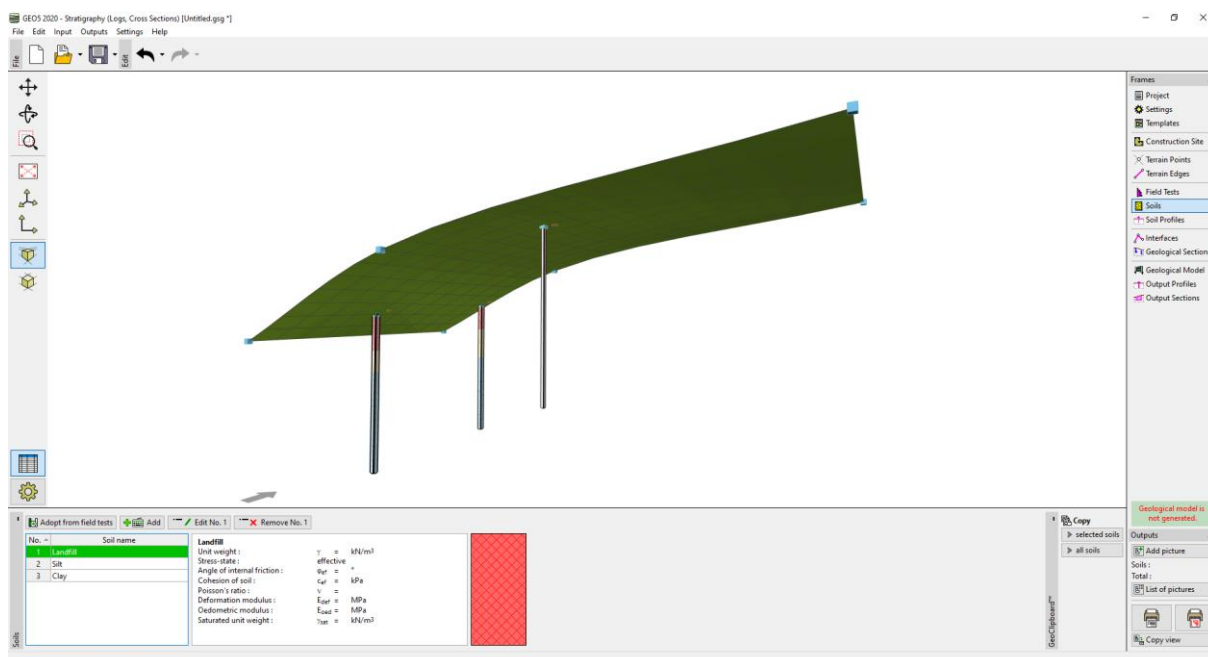 GEO5 2020 - Stratigraphy (Logs, Cross Sections) [Untitled.gsg *]
File Edit Input Outputs Settings Help
File
Edit
Frames
Project
Settings
Templates
Construction Site
Terrain Points
Terrain Edges
Field Tests
Soils
Soil Profiles
Interfaces
Geological Section
Geological Model
Output Profiles
Output Sections
Geological model is
not generated.
Outputs
Add picture
Soils :
Total :
List of pictures
Copy view
Adopt from field tests Add Edit No. 1 Remove No. 1
No. Soil name
1 Landfill
2 Silt
3 Clay
Soils
Landfill
Unit weight : γ = kN/m³
Stress-state : effective
Angle of internal friction : φef = °
Cohesion of soil : cef = kPa
Poisson's ratio : ν =
Deformation modulus : Edef = MPa
Oedometric modulus : Eoed = MPa
Saturated unit weight : γsat = kN/m³
GeoClipboard™
Copy
selected soils
all soils